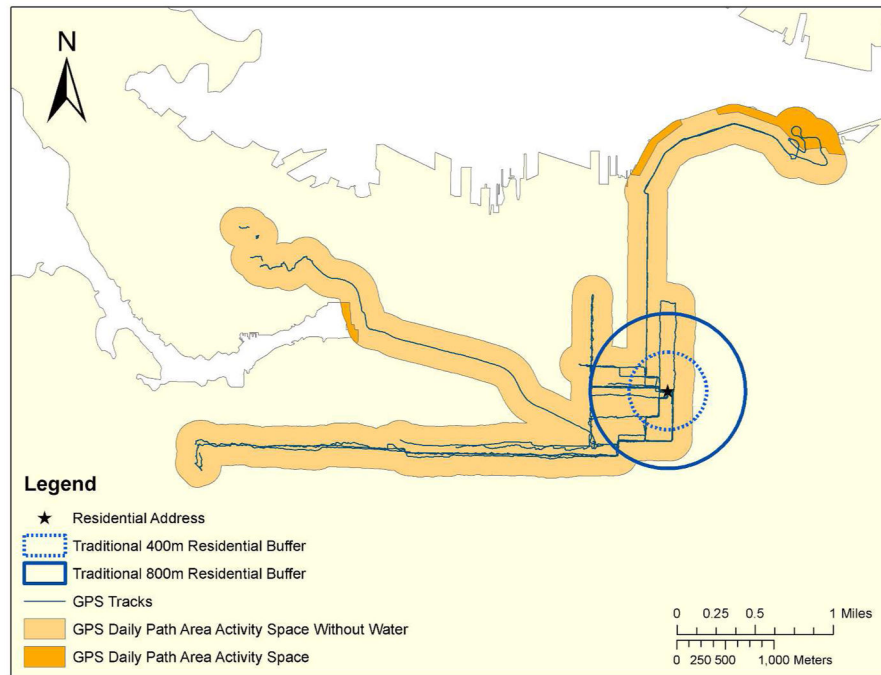 N
Legend
Residential Address
Traditional 400m Residential Buffer
Traditional 800m Residential Buffer
GPS Tracks
GPS Daily Path Area Activity Space Without Water
GPS Daily Path Area Activity Space
0 0.25 0.5 1 Miles
0 250 500 1,000 Meters